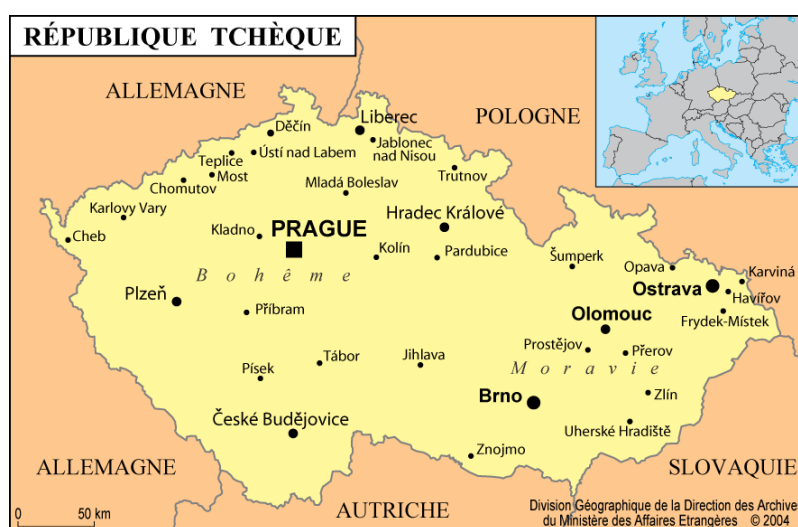 RÉPUBLIQUE TCHÈQUE
ALLEMAGNE
POLOGNE
Děčín
Liberec
Jablonec
nad Nisou
Teplice
Ústí nad Labem
Most
Chomutov
Trutnov
Mladá Boleslav
Karlovy Vary
Cheb
Kladno
PRAGUE
Hradec Králové
Kolín
Pardubice
Bohême
Šumperk
Opava
Karviná
Ostrava
Havířov
Frydek-Místek
Plzeň
Příbram
Olomouc
Prostějov
Přerov
Moravie
Tábor
Jihlava
Písek
Zlín
Brno
České Budějovice
Uherské Hradiště
Znojmo
ALLEMAGNE
SLOVAQUIE
AUTRICHE
0 50 km
Division Géographique de la Direction des Archive
du Ministère des Affaires Etrangères © 2004